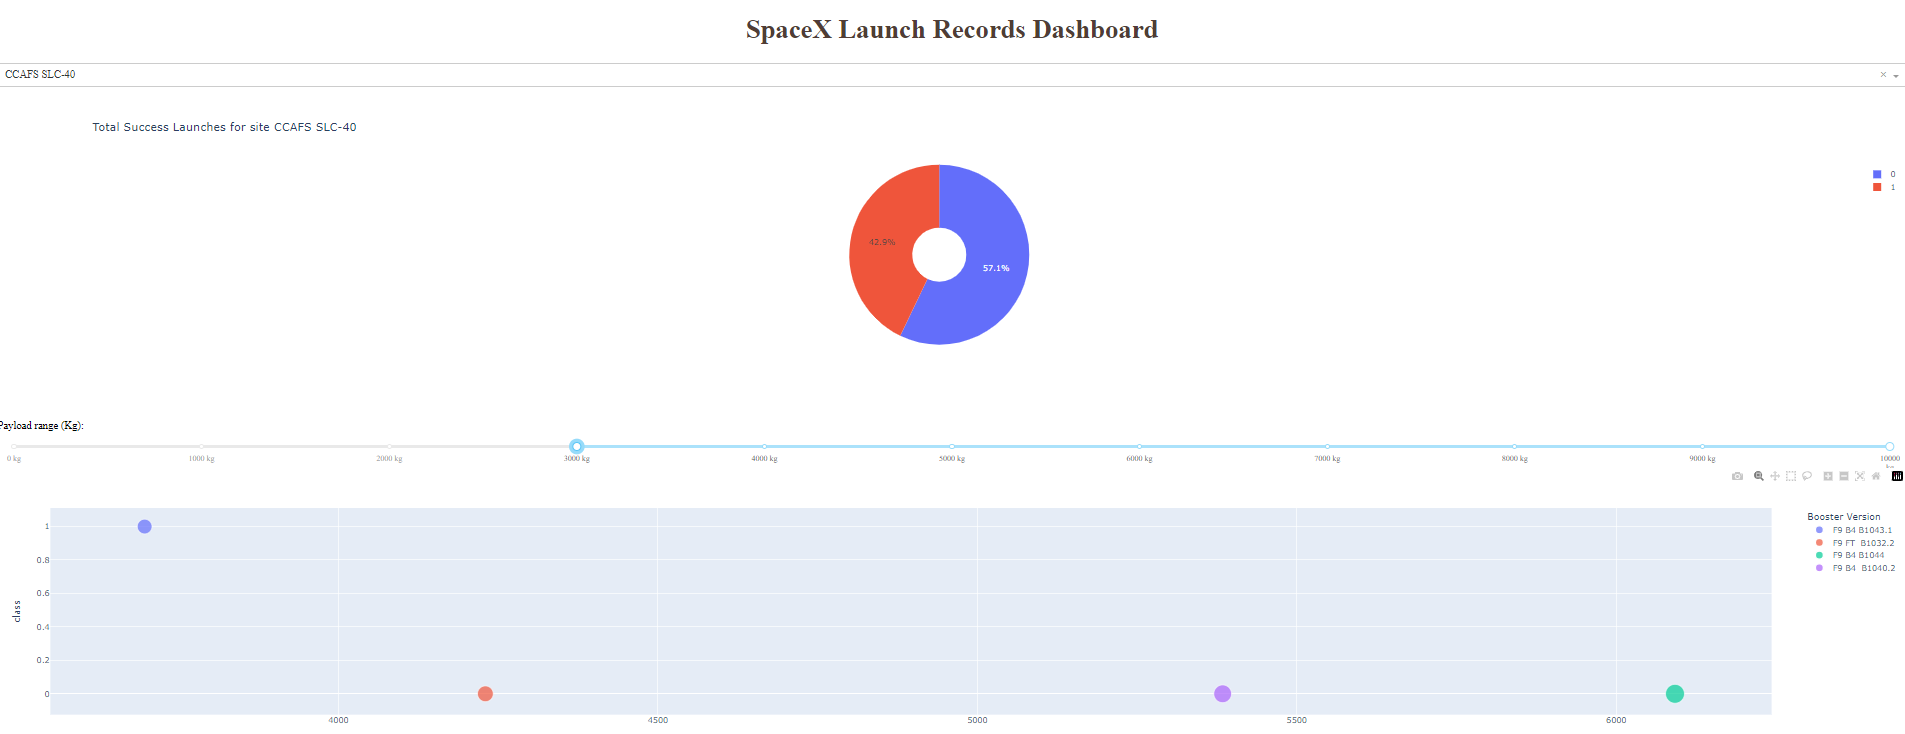 SpaceX Launch Records Dashboard
CCAFS SLC-40
Total Success Launches for site CCAFS SLC-40
0
1
42.9%
57.1%
Payload range (Kg):
0 kg 1000 kg 2000 kg 3000 kg 4000 kg 5000 kg 6000 kg 7000 kg 8000 kg 9000 kg 10000
Booster Version
F9 B4 B1043.1
F9 FT  B1032.2
F9 B4 B1044
F9 B4  B1040.2
class
1
0.8
0.6
0.4
0.2
0
4000 4500 5000 5500 6000